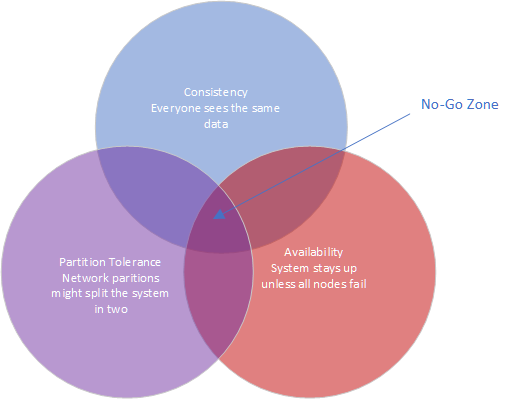 Consistency
Everyone sees the same
data
No-Go Zone
Partition Tolerance
Network paritions
might split the system
in two
Availability
System stays up
unless all nodes fail